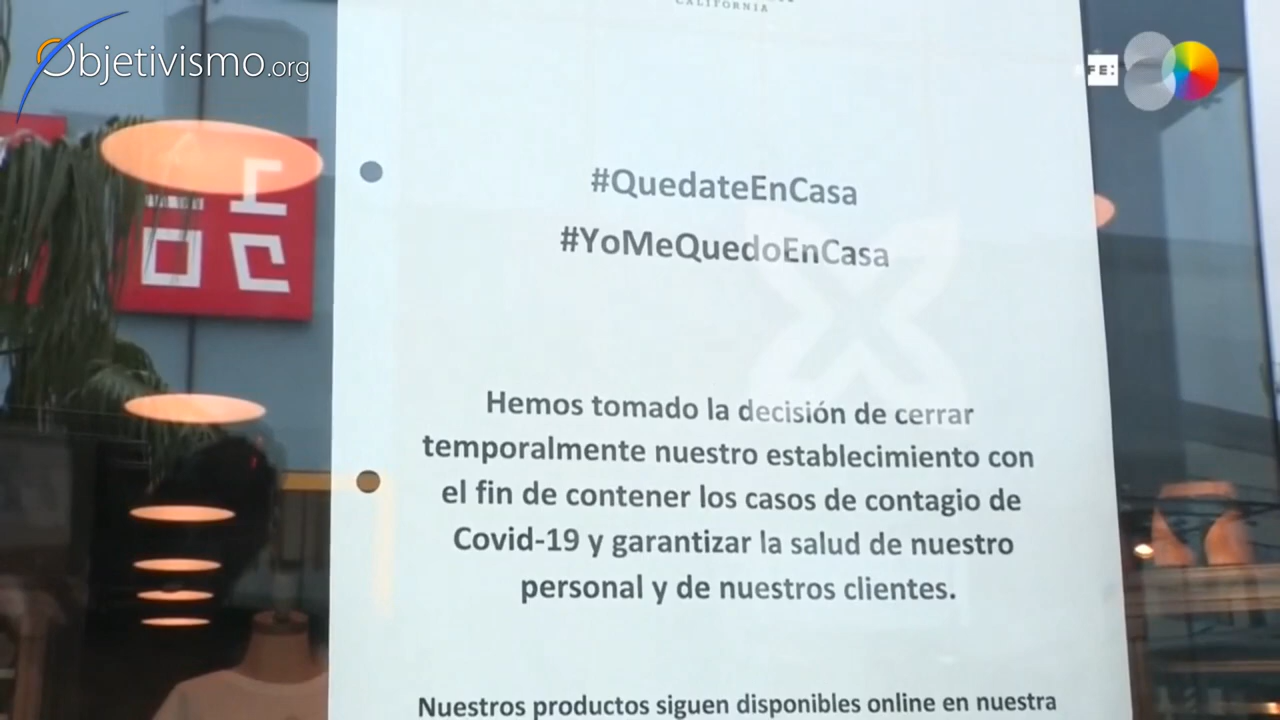 CALIFORNIA
Objetivismo.org
FE:
#QuedateEnCasa
#YoMeQuedoEnCasa
Hemos tomado la decisión de cerrar
temporalmente nuestro establecimiento con
el fin de contener los casos de contagio de
Covid-19 y garantizar la salud de nuestro
personal y de nuestros clientes.
Nuestros productos siguen disponibles online en nuestra